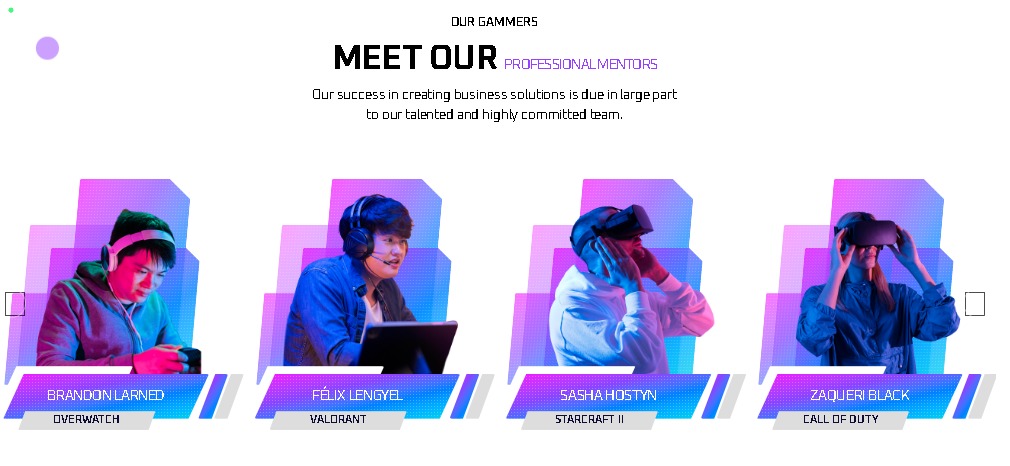 OUR GAMMERS
MEET OUR PROFESSIONAL MENTORS
Our success in creating business solutions is due in large part
to our talented and highly committed team.
BRANDON LARNED
OVERWATCH
FÉLIX LENGYEL
VALORANT
SASHA HOSTYN
STARCRAFT II
ZAQUERI BLACK
CALL OF DUTY